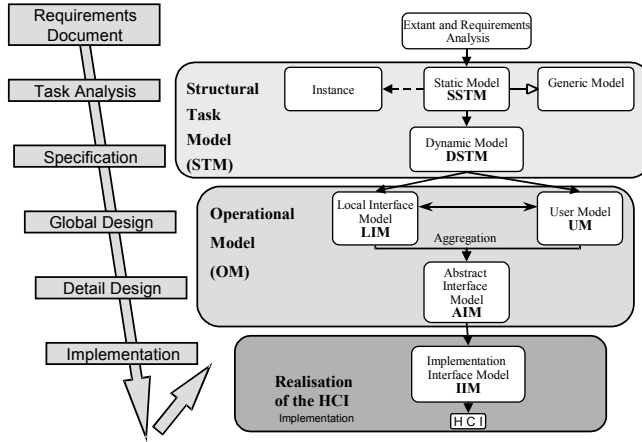 Requirements
Document
Task Analysis
Specification
Global Design
Detail Design
Implementation
Extant and Requirements
Analysis
Structural
Task
Model
(STM)
Instance
Static Model
SSTM
Generic Model
Dynamic Model
DSTM
Operational
Model
(OM)
Local Interface
Model
LIM
User Model
UM
Aggregation
Abstract
Interface
Model
AIM
Realisation
of the HCI
Implementation
Implementation
Interface Model
IIM
H C I